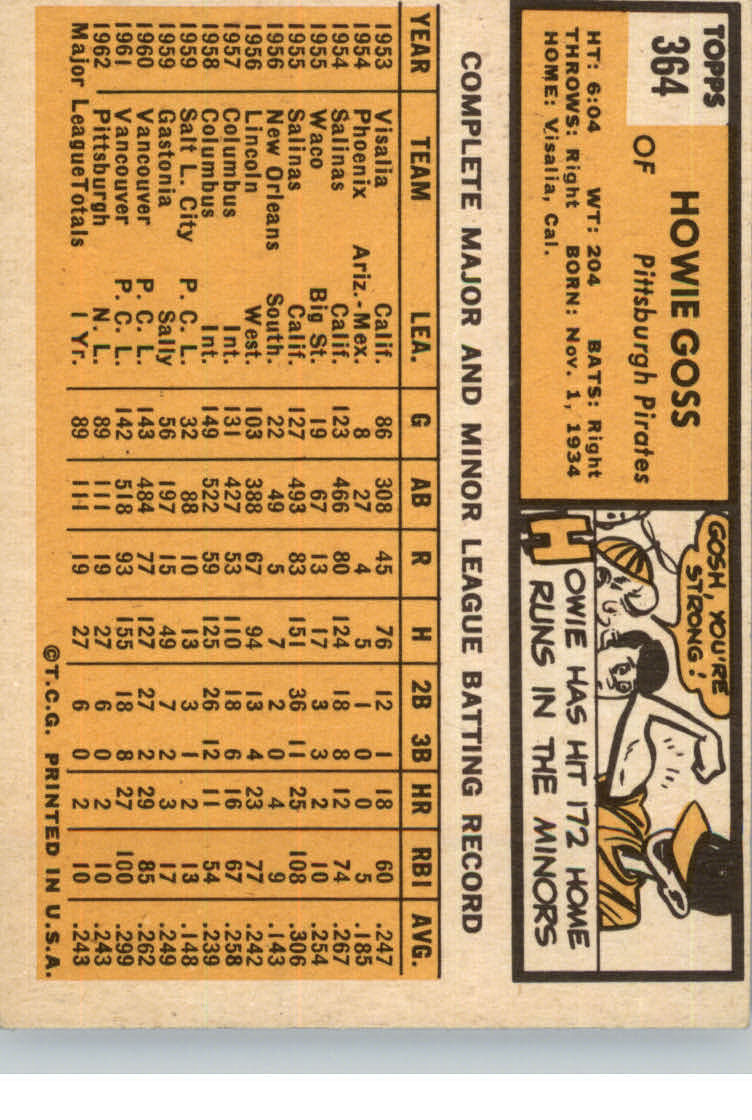 TOPPS
364
HOWIE GOSS
OF Pittsburgh Pirates
HT: 6:04 WT: 204 BATS: Right
THROWS: Right BORN: Nov. 1, 1934
HOME: Visalia, Cal.
GOSH, YOU'RE
STRONG!
HOWIE HAS HIT 172 HOME
RUNS IN THE MINORS
COMPLETE MAJOR AND MINOR LEAGUE BATTING RECORD
YEAR TEAM LEA. G AB R H 2B 3B HR RBI AVG.
1953 Visalia Calif. 86 308 45 76 12 1 18 60 .247
1954 Phoenix Ariz.-Mex. 8 27 4 5 1 0 0 5 .185
1954 Salinas Calif. 123 466 80 124 18 8 12 74 .267
1955 Waco Big St. 19 67 13 17 3 3 2 10 .254
1955 Salinas Calif. 127 493 83 151 36 11 25 108 .306
1956 New Orleans South. 22 49 5 7 2 0 4 9 .143
1956 Lincoln West. 103 388 67 94 13 4 23 77 .242
1957 Columbus Int. 131 427 53 110 18 6 16 67 .258
1958 Columbus Int. 149 522 59 125 26 12 11 54 .239
1959 Salt L. City P. C. L. 32 88 10 13 3 1 2 13 .148
1959 Gastonia Sally 56 197 15 49 7 2 3 17 .249
1960 Vancouver P. C. L. 143 484 77 127 27 2 29 85 .262
1961 Vancouver P. C. L. 142 518 93 155 18 8 27 100 .299
1962 Pittsburgh N. L. 89 111 19 27 6 0 2 10 .243
Major League Totals 1 Yr. 89 111 19 27 6 0 2 10 .243
©T.C.G. PRINTED IN U.S.A.